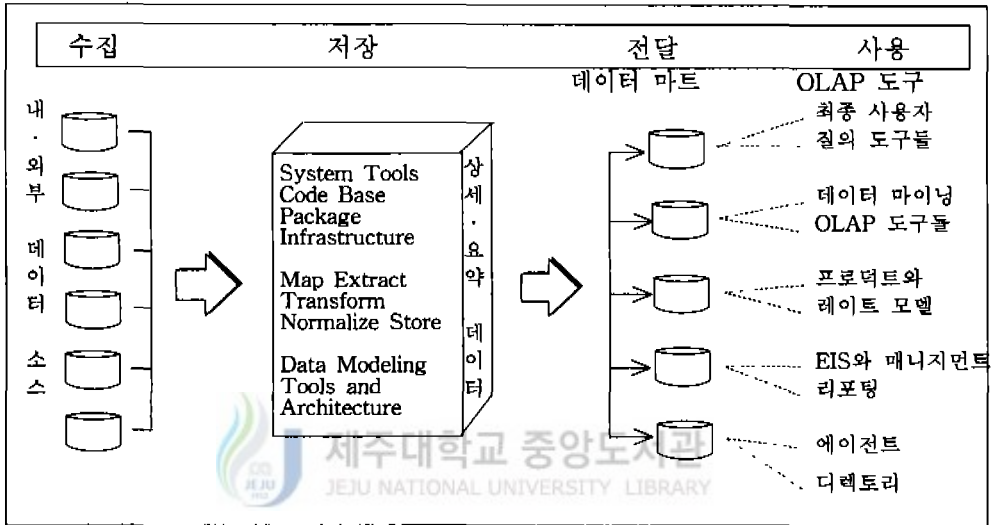 수집 저장 전달 사용
내·외부 데이터 소스
System Tools
Code Base
Package
Infrastructure
Map Extract
Transform
Normalize Store
Data Modeling
Tools and
Architecture
상세·요약 데이터
데이터 마트
OLAP 도구
최종 사용자
질의 도구들
데이터 마이닝
OLAP 도구들
프로덕트와
레이트 모델
EIS와 매니지먼트
리포팅
에이전트
디렉토리
제주대학교 중앙도서관
JEJU NATIONAL UNIVERSITY LIBRARY
JEJU
1952